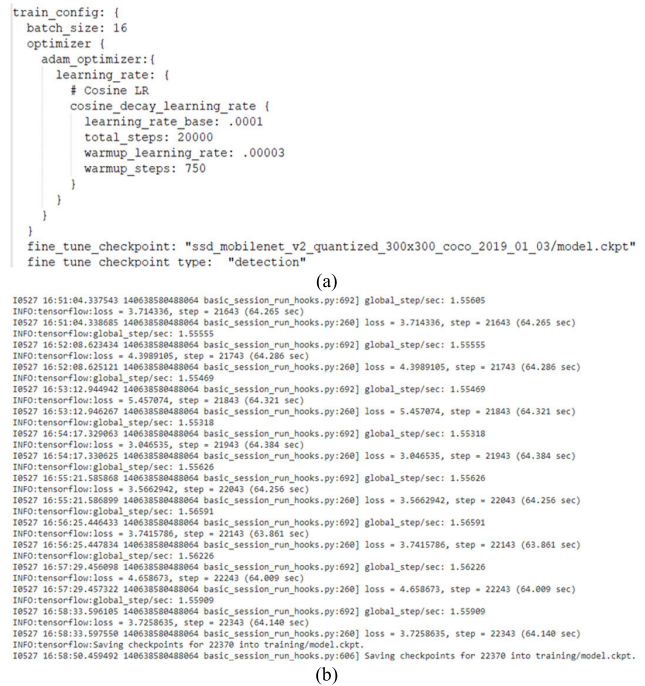 train_config: {
batch_size: 16
optimizer {
adam_optimizer:{
learning_rate: {
# Cosine LR
cosine_decay_learning_rate {
learning_rate_base: .0001
total_steps: 20000
warmup_learning_rate: .00003
warmup_steps: 750
}
}
}
}
fine_tune_checkpoint: "ssd_mobilenet_v2_quantized_300x300_coco_2019_01_03/model.ckpt"
fine_tune_checkpoint_type: "detection"
(a)
I0527 16:51:04.337543 140638580488064 basic_session_run_hooks.py:692] global_step/sec: 1.55605
INFO:tensorflow:loss = 3.714336, step = 21643 (64.265 sec)
I0527 16:51:04.338685 140638580488064 basic_session_run_hooks.py:260] loss = 3.714336, step = 21643 (64.265 sec)
INFO:tensorflow:global_step/sec: 1.55555
I0527 16:52:08.623434 140638580488064 basic_session_run_hooks.py:692] global_step/sec: 1.55555
INFO:tensorflow:loss = 4.3989105, step = 21743 (64.286 sec)
I0527 16:52:08.625121 140638580488064 basic_session_run_hooks.py:260] loss = 4.3989105, step = 21743 (64.286 sec)
INFO:tensorflow:global_step/sec: 1.55469
I0527 16:53:12.944942 140638580488064 basic_session_run_hooks.py:692] global_step/sec: 1.55469
INFO:tensorflow:loss = 5.457074, step = 21843 (64.321 sec)
I0527 16:53:12.946267 140638580488064 basic_session_run_hooks.py:260] loss = 5.457074, step = 21843 (64.321 sec)
INFO:tensorflow:global_step/sec: 1.55318
I0527 16:54:17.329063 140638580488064 basic_session_run_hooks.py:692] global_step/sec: 1.55318
INFO:tensorflow:loss = 3.046535, step = 21943 (64.384 sec)
I0527 16:54:17.330625 140638580488064 basic_session_run_hooks.py:260] loss = 3.046535, step = 21943 (64.384 sec)
INFO:tensorflow:global_step/sec: 1.55626
I0527 16:55:21.585868 140638580488064 basic_session_run_hooks.py:692] global_step/sec: 1.55626
INFO:tensorflow:loss = 3.5662942, step = 22043 (64.256 sec)
I0527 16:55:21.586899 140638580488064 basic_session_run_hooks.py:260] loss = 3.5662942, step = 22043 (64.256 sec)
INFO:tensorflow:global_step/sec: 1.56591
I0527 16:56:25.446433 140638580488064 basic_session_run_hooks.py:692] global_step/sec: 1.56591
INFO:tensorflow:loss = 3.7415786, step = 22143 (63.861 sec)
I0527 16:56:25.447834 140638580488064 basic_session_run_hooks.py:260] loss = 3.7415786, step = 22143 (63.861 sec)
INFO:tensorflow:global_step/sec: 1.56226
I0527 16:57:29.456098 140638580488064 basic_session_run_hooks.py:692] global_step/sec: 1.56226
INFO:tensorflow:loss = 4.658673, step = 22243 (64.009 sec)
I0527 16:57:29.457322 140638580488064 basic_session_run_hooks.py:260] loss = 4.658673, step = 22243 (64.009 sec)
INFO:tensorflow:global_step/sec: 1.55909
I0527 16:58:33.596105 140638580488064 basic_session_run_hooks.py:692] global_step/sec: 1.55909
INFO:tensorflow:loss = 3.7258635, step = 22343 (64.140 sec)
I0527 16:58:33.597550 140638580488064 basic_session_run_hooks.py:260] loss = 3.7258635, step = 22343 (64.140 sec)
INFO:tensorflow:Saving checkpoints for 22370 into training/model.ckpt.
I0527 16:58:50.459492 140638580488064 basic_session_run_hooks.py:606] Saving checkpoints for 22370 into training/model.ckpt.
(b)